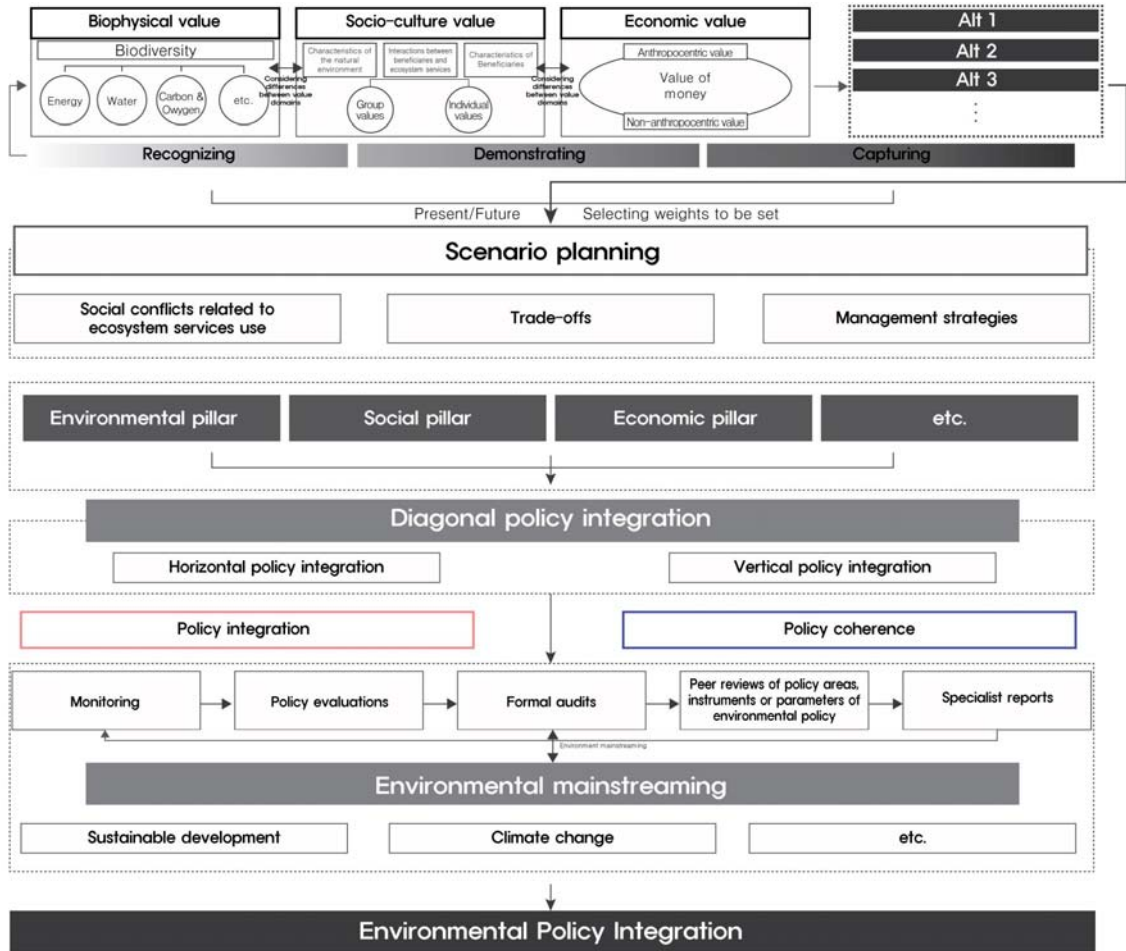 Biophysical value
Biodiversity
Energy
Water
Carbon &
Owygen
etc.
Considering
differences
between value
domains
Socio-culture value
Characteristics of
the natural
environment
Interactions between
beneficiaries and
ecosystem services
Characteristics of
Beneficiaries
Group
values
Individual
values
Considering
differences
between value
domains
Economic value
Anthropocentric value
Value of
money
Non-anthropocentric value
Alt 1
Alt 2
Alt 3
⋮
Recognizing
Demonstrating
Capturing
Present/Future
Selecting weights to be set
Scenario planning
Social conflicts related to
ecosystem services use
Trade-offs
Management strategies
Environmental pillar
Social pillar
Economic pillar
etc.
Diagonal policy integration
Horizontal policy integration
Vertical policy integration
Policy integration
Policy coherence
Monitoring
Policy evaluations
Formal audits
Peer reviews of policy areas,
instruments or parameters of
environmental policy
Specialist reports
Environment mainstreaming
Environmental mainstreaming
Sustainable development
Climate change
etc.
Environmental Policy Integration